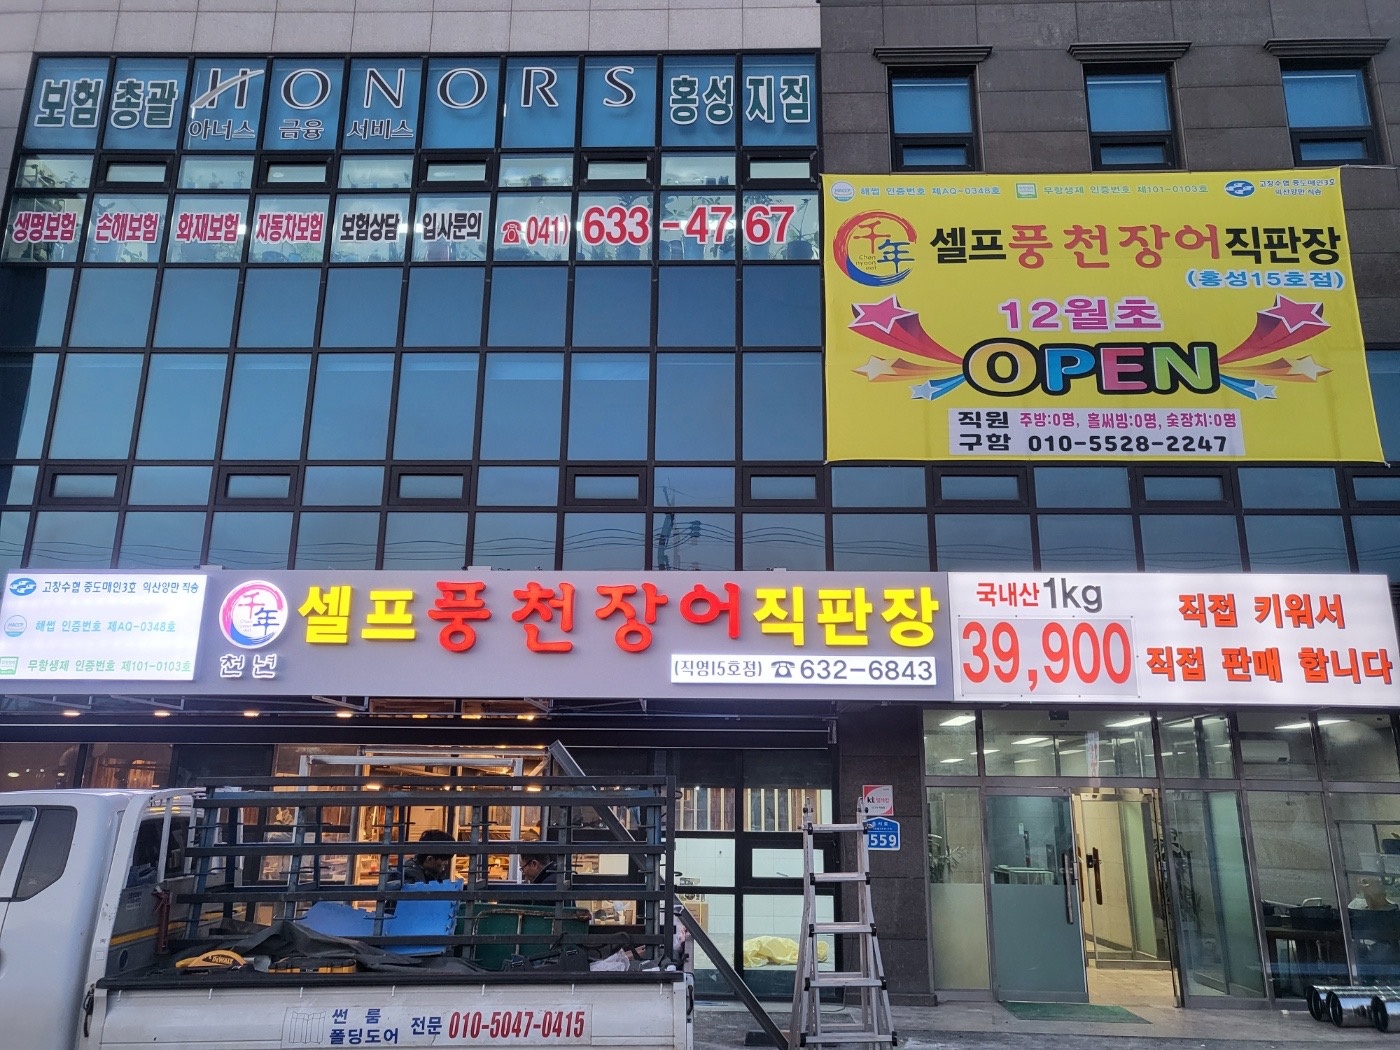 보험 총괄 HONORS 홍성 지점
아너스 금융 서비스
생명보험 손해보험 화재보험 자동차보험 보험상담 입사문의 ☎041) 633-4767
해썹 인증번호 제AQ-0348호 무항생제 인증번호 제101-0103호
고창수협 중도매인3호
익산양만 직송
千年
Chan
nyeon
eel
셀프풍천장어직판장
(홍성15호점)
12월초
OPEN
직원 구함
주방:0명, 홀써빙:0명, 숯장치:0명
010-5528-2247
고창수협 중도매인3호 익산양만 직송
해썹 인증번호 제AQ-0348호
무항생제 인증번호 제101-0103호
千年
천년
셀프풍천장어직판장
(직영15호점) ☎632-6843
국내산1kg
39,900
직접 키워서
직접 판매 합니다
kt
559
DEWALT
썬룸
폴딩도어 전문 010-5047-0415